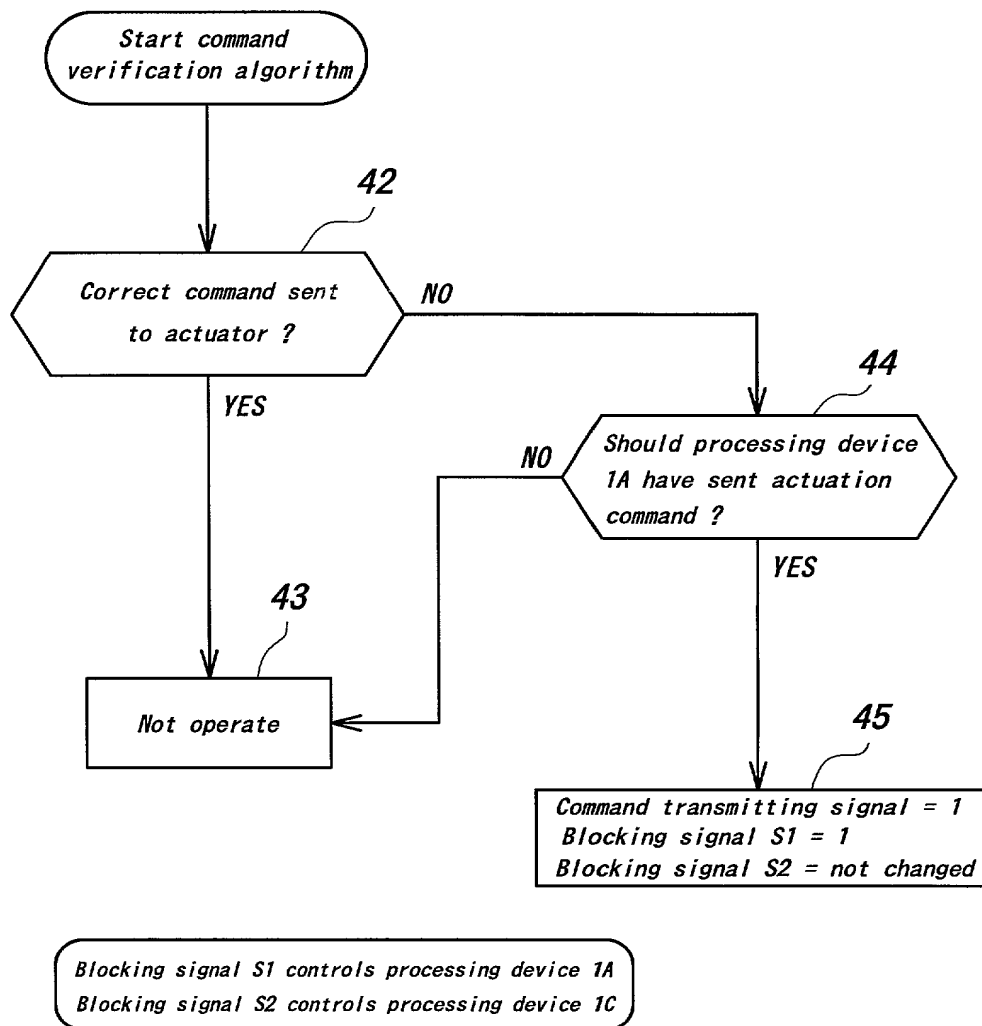 Start command
verification algorithm
42
Correct command sent
to actuator ?
NO
YES
44
Should processing device
1A have sent actuation
command ?
NO
YES
43
Not operate
45
Command transmitting signal = 1
Blocking signal S1 = 1
Blocking signal S2 = not changed
Blocking signal S1 controls processing device 1A
Blocking signal S2 controls processing device 1C